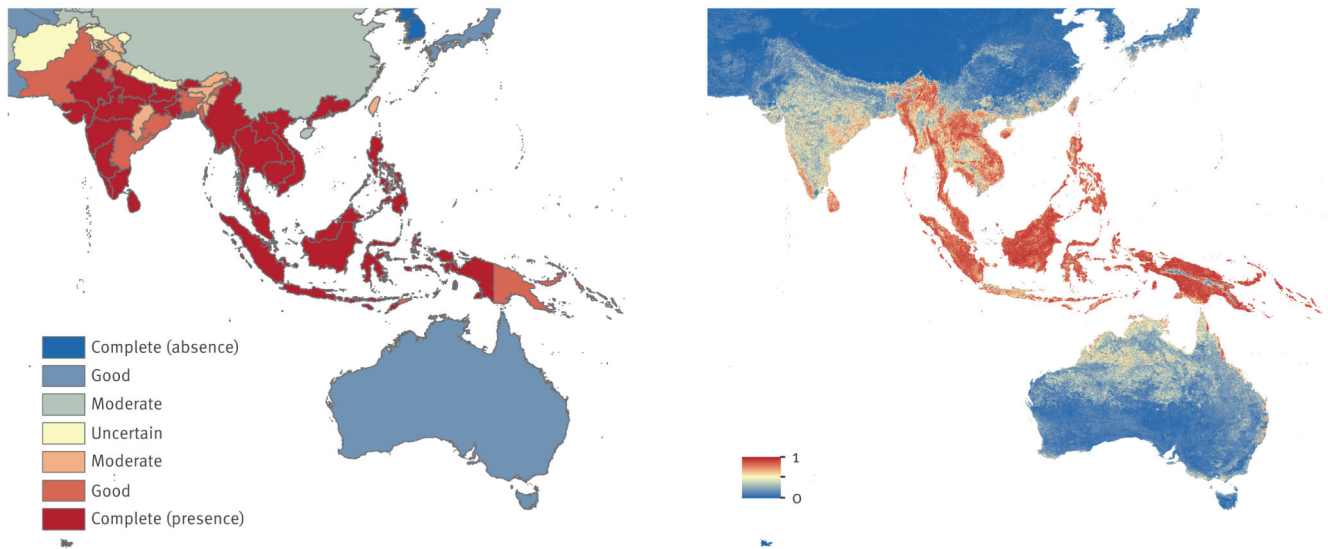 Complete (absence)
Good
Moderate
Uncertain
Moderate
Good
Complete (presence)
1
0